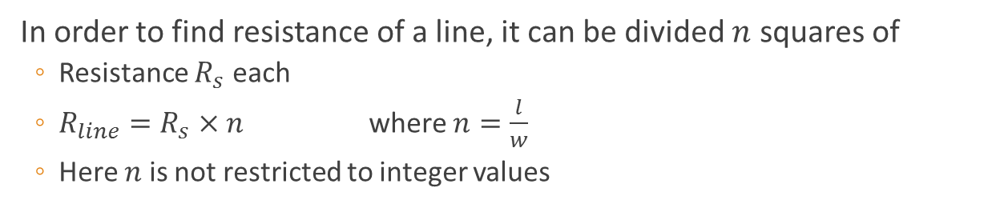 In order to find resistance of a line, it can be divided n squares of
◦ Resistance Rₛ each
◦ R_line = Rₛ × n where n = l/w
◦ Here n is not restricted to integer values